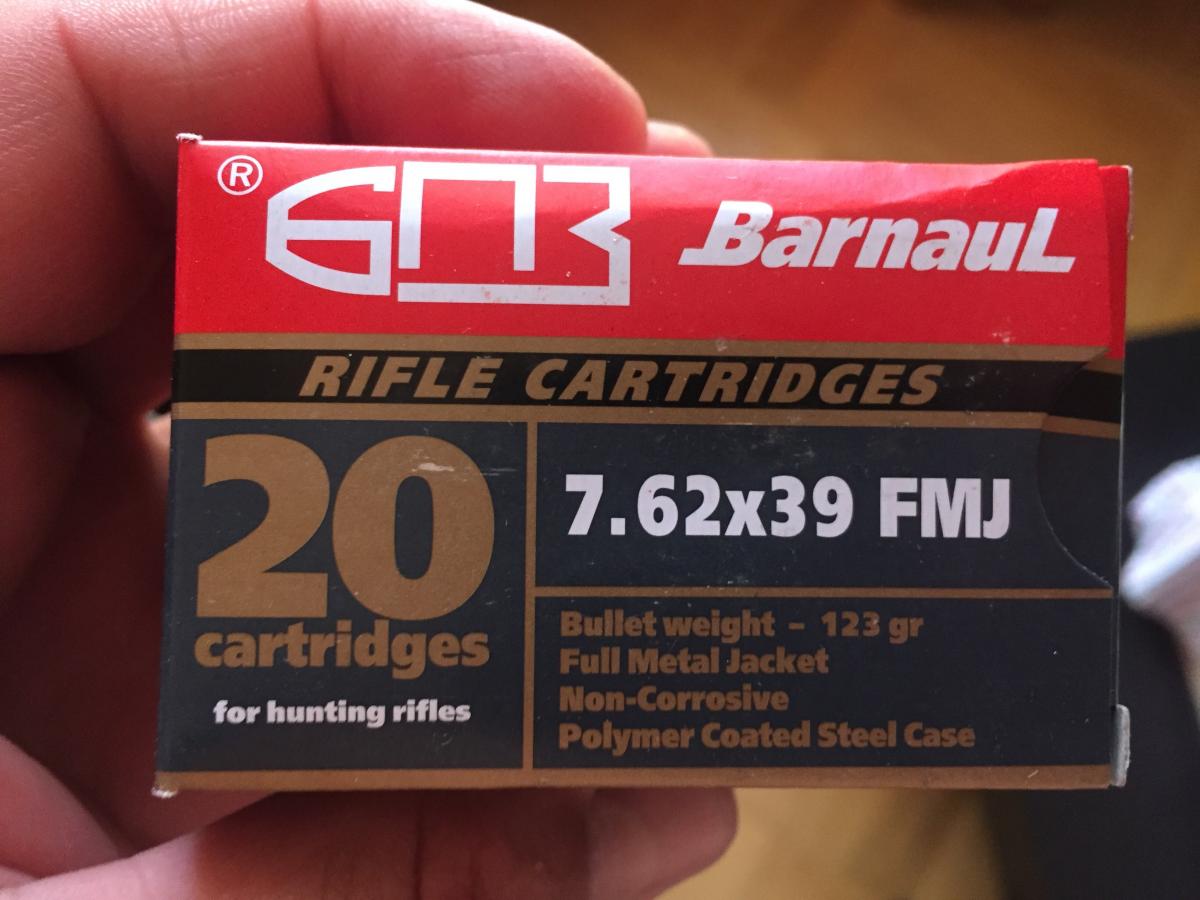 ® БПЗ Barnaul
RIFLE CARTRIDGES
20
cartridges
for hunting rifles
7.62x39 FMJ
Bullet weight – 123 gr
Full Metal Jacket
Non-Corrosive
Polymer Coated Steel Case